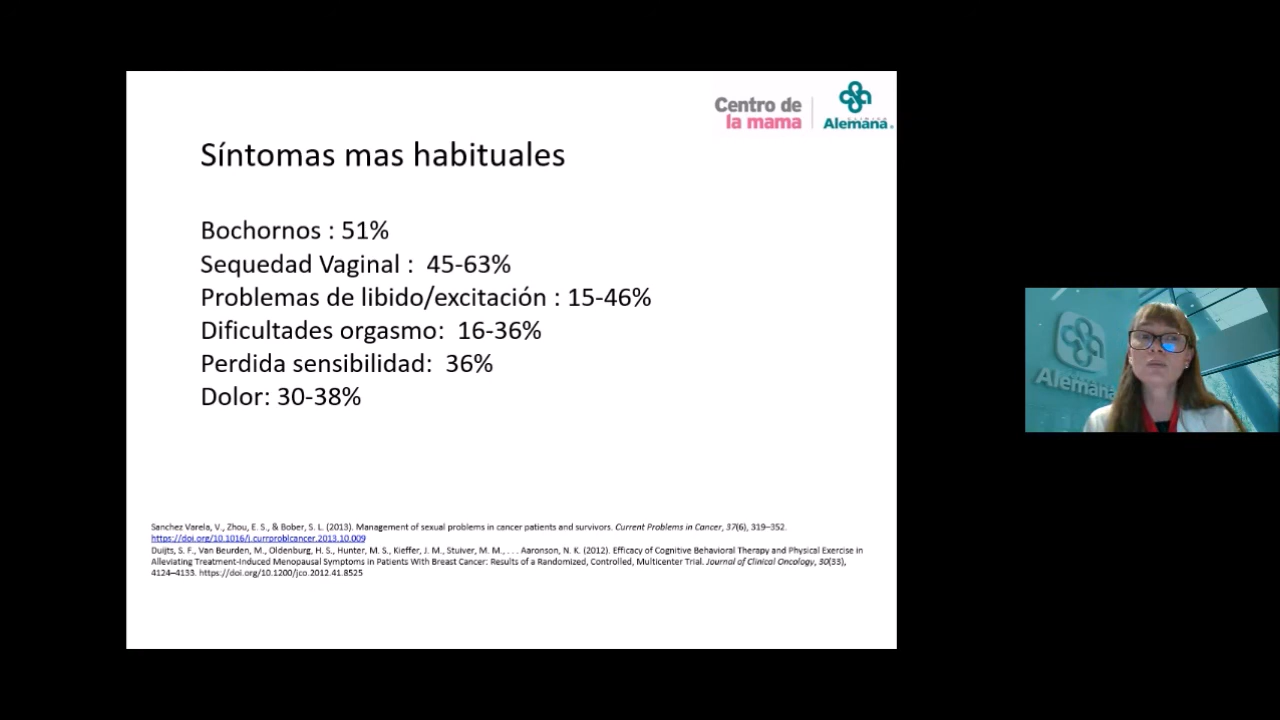 Centro de
la mama
Alemana
Síntomas mas habituales
Bochornos : 51%
Sequedad Vaginal : 45-63%
Problemas de libido/excitación : 15-46%
Dificultades orgasmo: 16-36%
Perdida sensibilidad: 36%
Dolor: 30-38%
Sanchez Varela, V., Zhou, E. S., & Bober, S. L. (2013). Management of sexual problems in cancer patients and survivors. Current Problems in Cancer, 37(6), 319–352.
https://doi.org/10.1016/j.currproblcancer.2013.10.009
Duijts, S. F., Van Beurden, M., Oldenburg, H. S., Hunter, M. S., Kieffer, J. M., Stuiver, M. M., . . . Aaronson, N. K. (2012). Efficacy of Cognitive Behavioral Therapy and Physical Exercise in
Alleviating Treatment-Induced Menopausal Symptoms in Patients With Breast Cancer: Results of a Randomized, Controlled, Multicenter Trial. Journal of Clinical Oncology, 30(33),
4124–4133. https://doi.org/10.1200/jco.2012.41.8525
Alemana